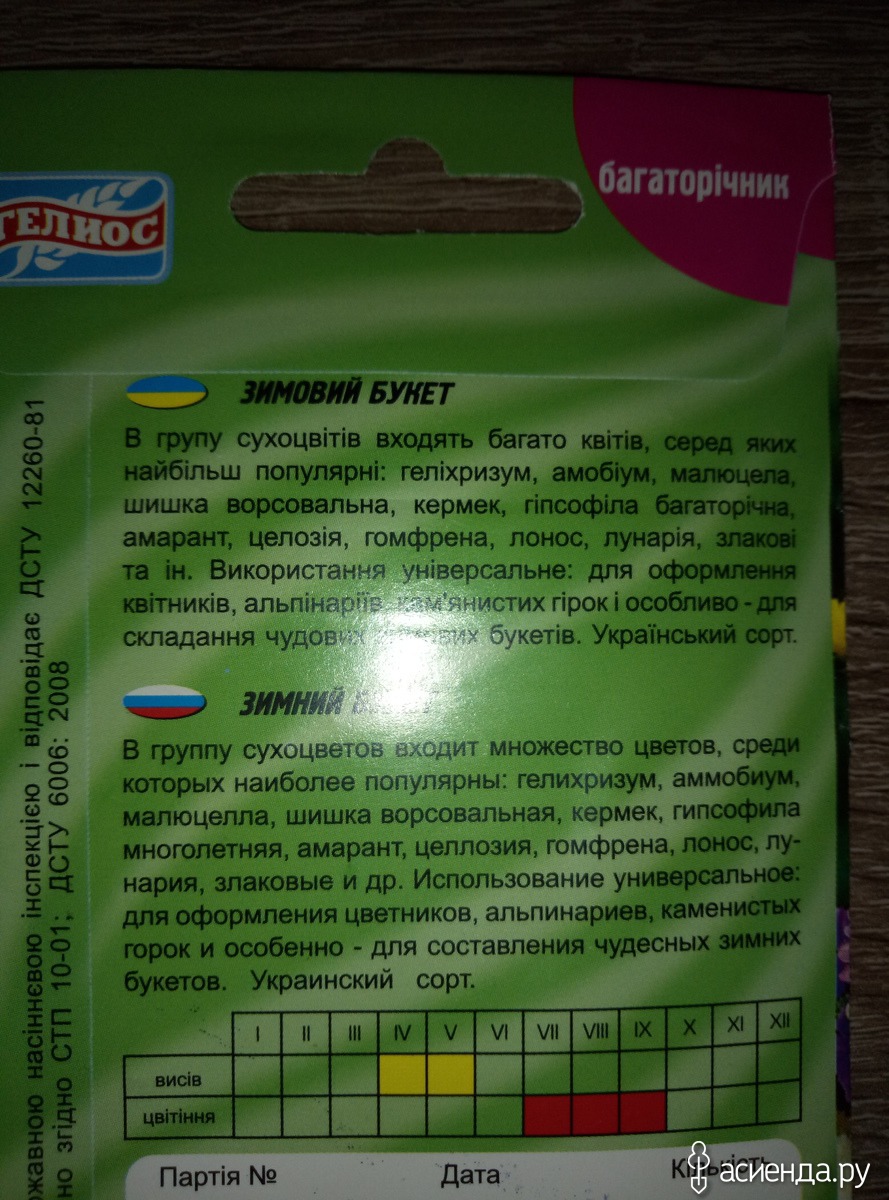 багаторічник
ГЕЛИОС
ЗИМОВИЙ БУКЕТ
В групу сухоцвітів входять багато квітів, серед яких
найбільш популярні: геліхризум, амобіум, малюцела,
шишка ворсовальна, кермек, гіпсофіла багаторічна,
амарант, целозія, гомфрена, лонос, лунарія, злакові
та ін. Використання універсальне: для оформлення
квітників, альпінаріїв, кам'янистих гірок і особливо - для
складання чудових зимових букетів. Український сорт.
ЗИМНИЙ
В группу сухоцветов входит множество цветов, среди
которых наиболее популярны: гелихризум, аммобиум,
малюцелла, шишка ворсовальная, кермек, гипсофила
многолетняя, амарант, целлозия, гомфрена, лонос, лу-
нария, злаковые и др. Использование универсальное:
для оформления цветников, альпинариев, каменистых
горок и особенно - для составления чудесных зимних
букетов. Украинский сорт.
I II III IV V VI VII VIII IX X XI XII
висів
цвітіння
Партія № Дата Кількість
ржавною насіннєвою інспекцією і відповідає ДСТУ 12260-81
но згідно СТП 10-01; ДСТУ 6006: 2008
асиенда.ру